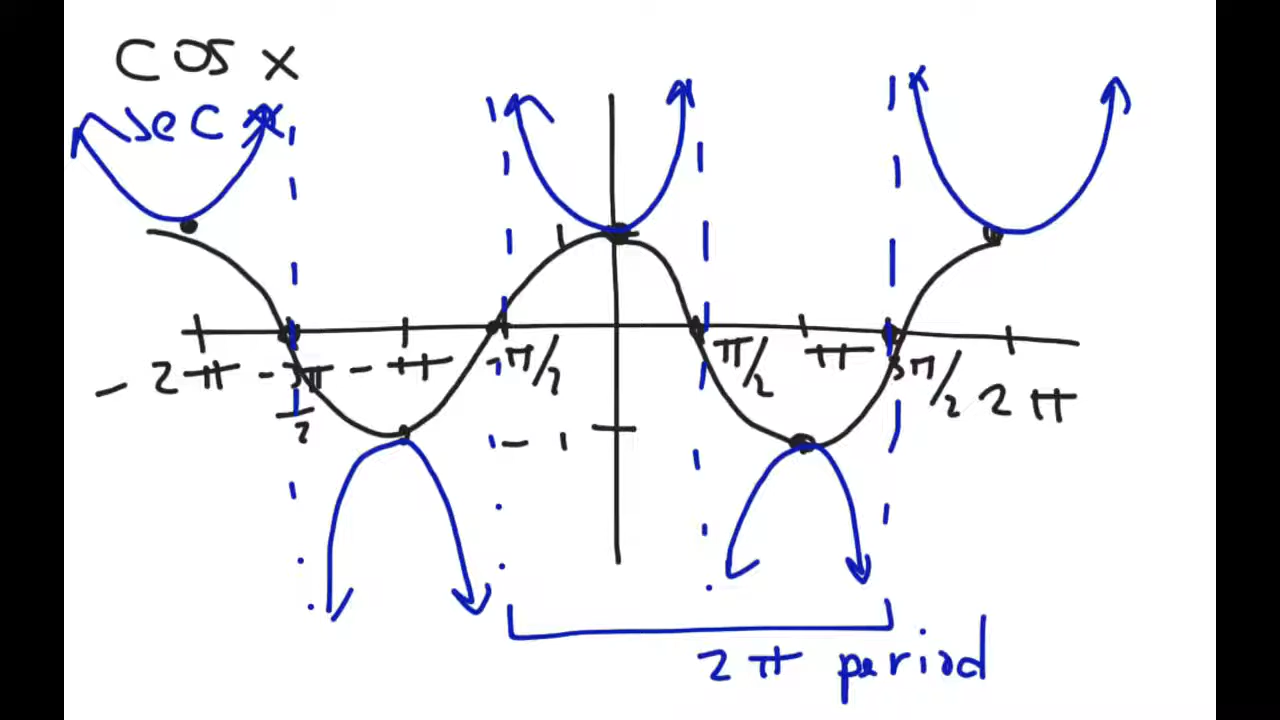 cos x
sec x
1
- 2π -3π/2 - π -π/2 π/2 π 3π/2 2π
- 1
2π period